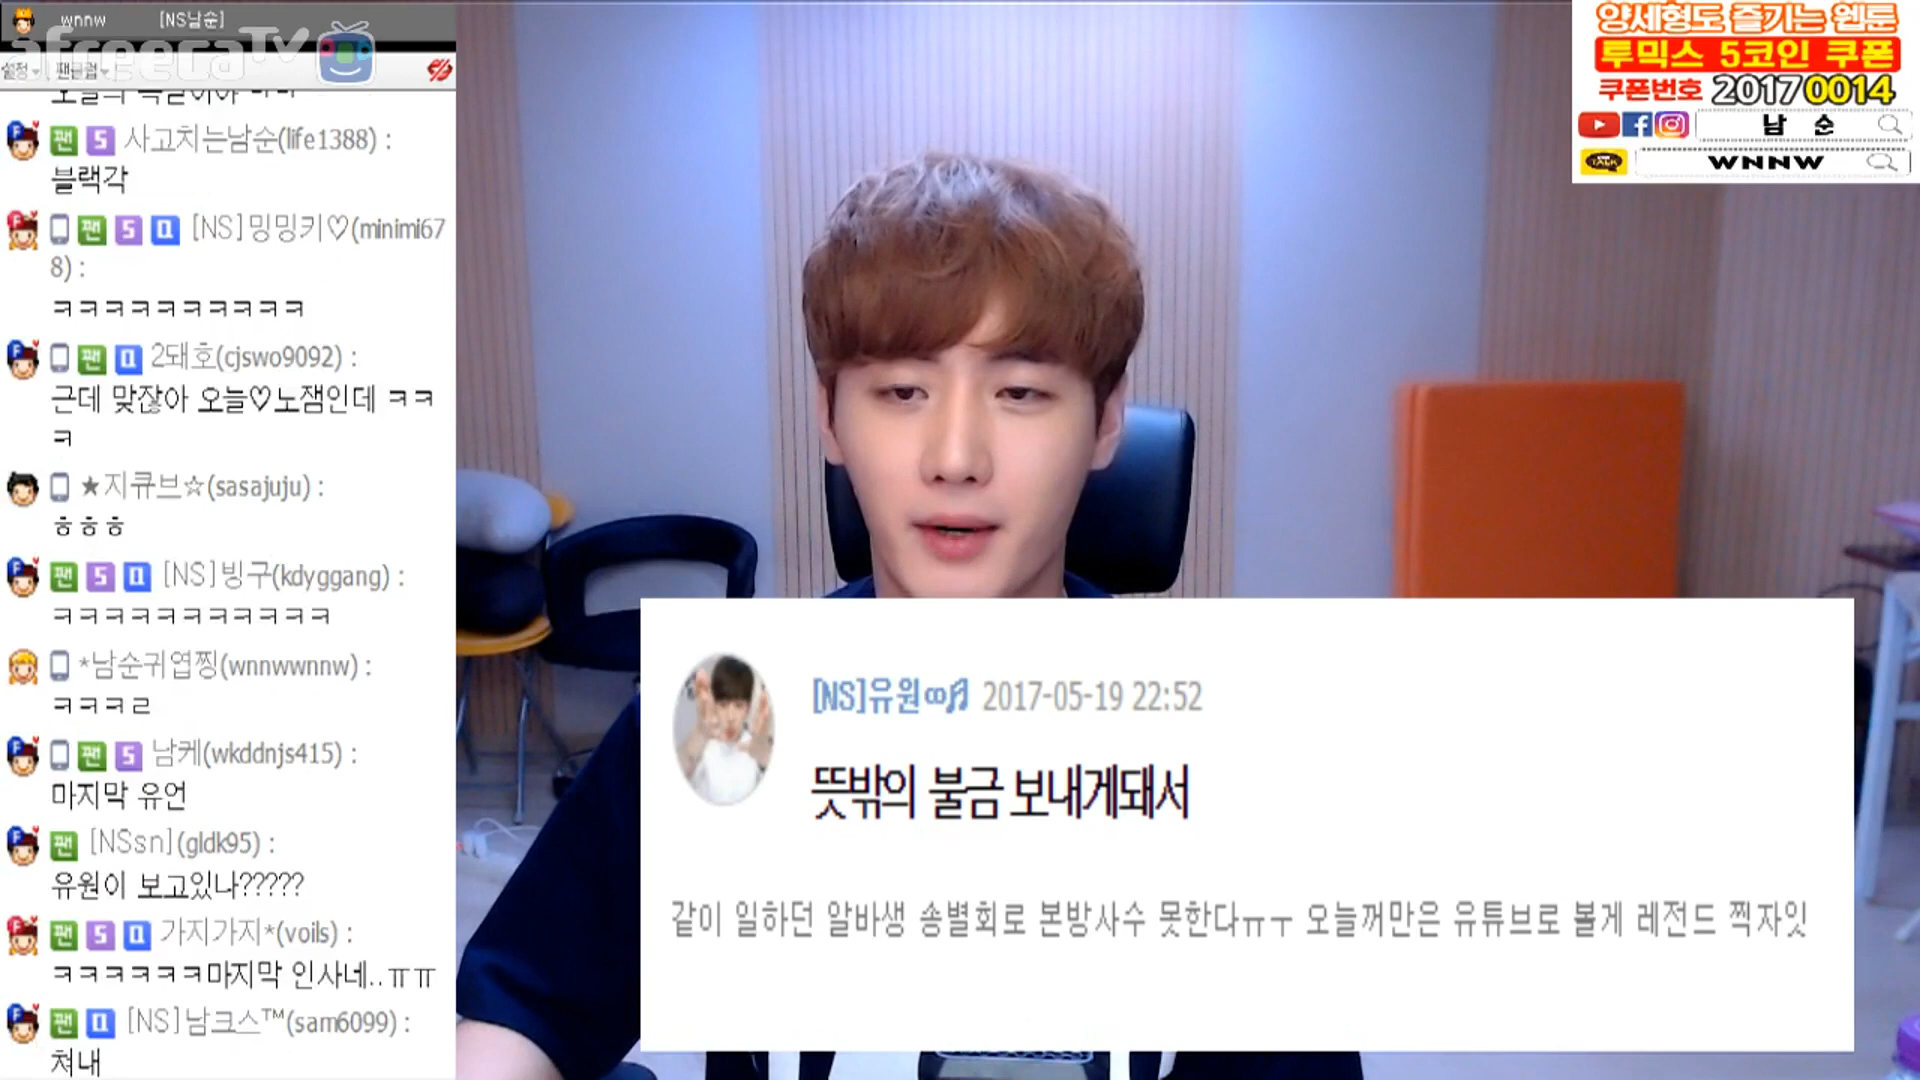 wnnw [NS남순]
afreecaTV
설정 팬클럽
팬 S 사고치는남순(life1388) :
블랙각
팬 S [NS]밍밍키♡(minimi67
8) :
ㅋㅋㅋㅋㅋㅋㅋㅋㅋㅋ
팬 2돼호(cjswo9092) :
근데 맞잖아 오늘♡노잼인데 ㅋㅋ
ㅋ
★지큐브☆(sasajuju) :
ㅎㅎㅎ
팬 S [NS]빙구(kdyggang) :
ㅋㅋㅋㅋㅋㅋㅋㅋㅋㅋㅋ
*남순귀엽찡(wnnwwnnw) :
ㅋㅋㅋㄹ
팬 S 남케(wkddnjs415) :
마지막 유언
팬 [NSsn](gldk95) :
유원이 보고있나?????
팬 S 가지가지*(voils) :
ㅋㅋㅋㅋㅋㅋ마지막 인사네..ㅠㅠ
팬 [NS]남크스™(sam6099) :
쳐내
양세형도 즐기는 웹툰
투믹스 5코인 쿠폰
쿠폰번호 20170014
남 순
TALK WNNW
[NS]유원∞♬ 2017-05-19 22:52
뜻밖의 불금 보내게돼서
같이 일하던 알바생 송별회로 본방사수 못한다ㅠㅜ 오늘꺼만은 유튜브로 볼게 레전드 찍자잇